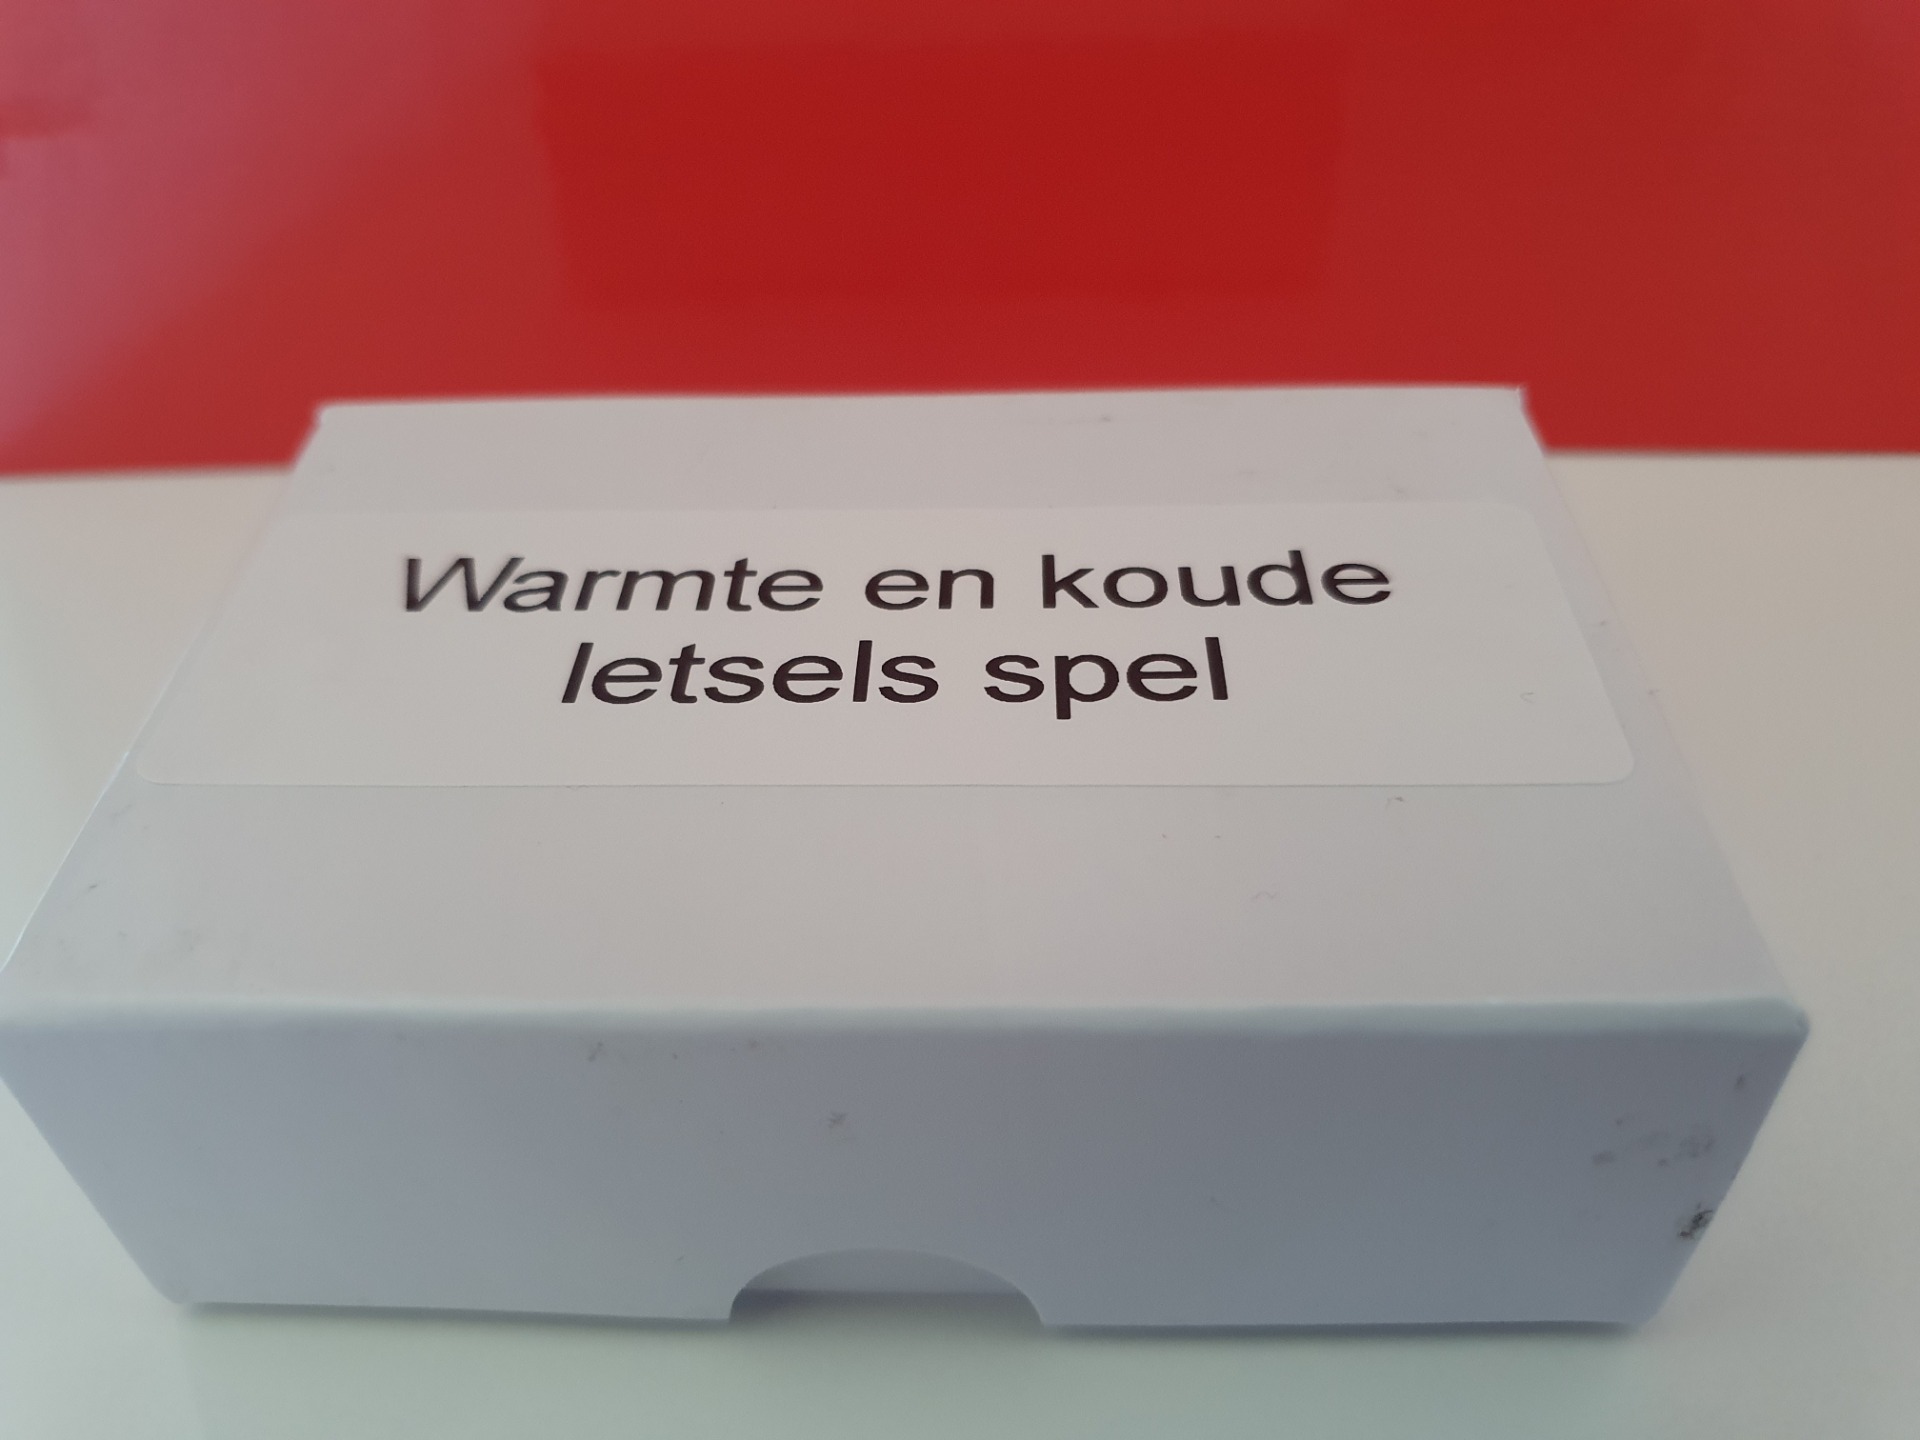 Warmte en koude
letsels spel